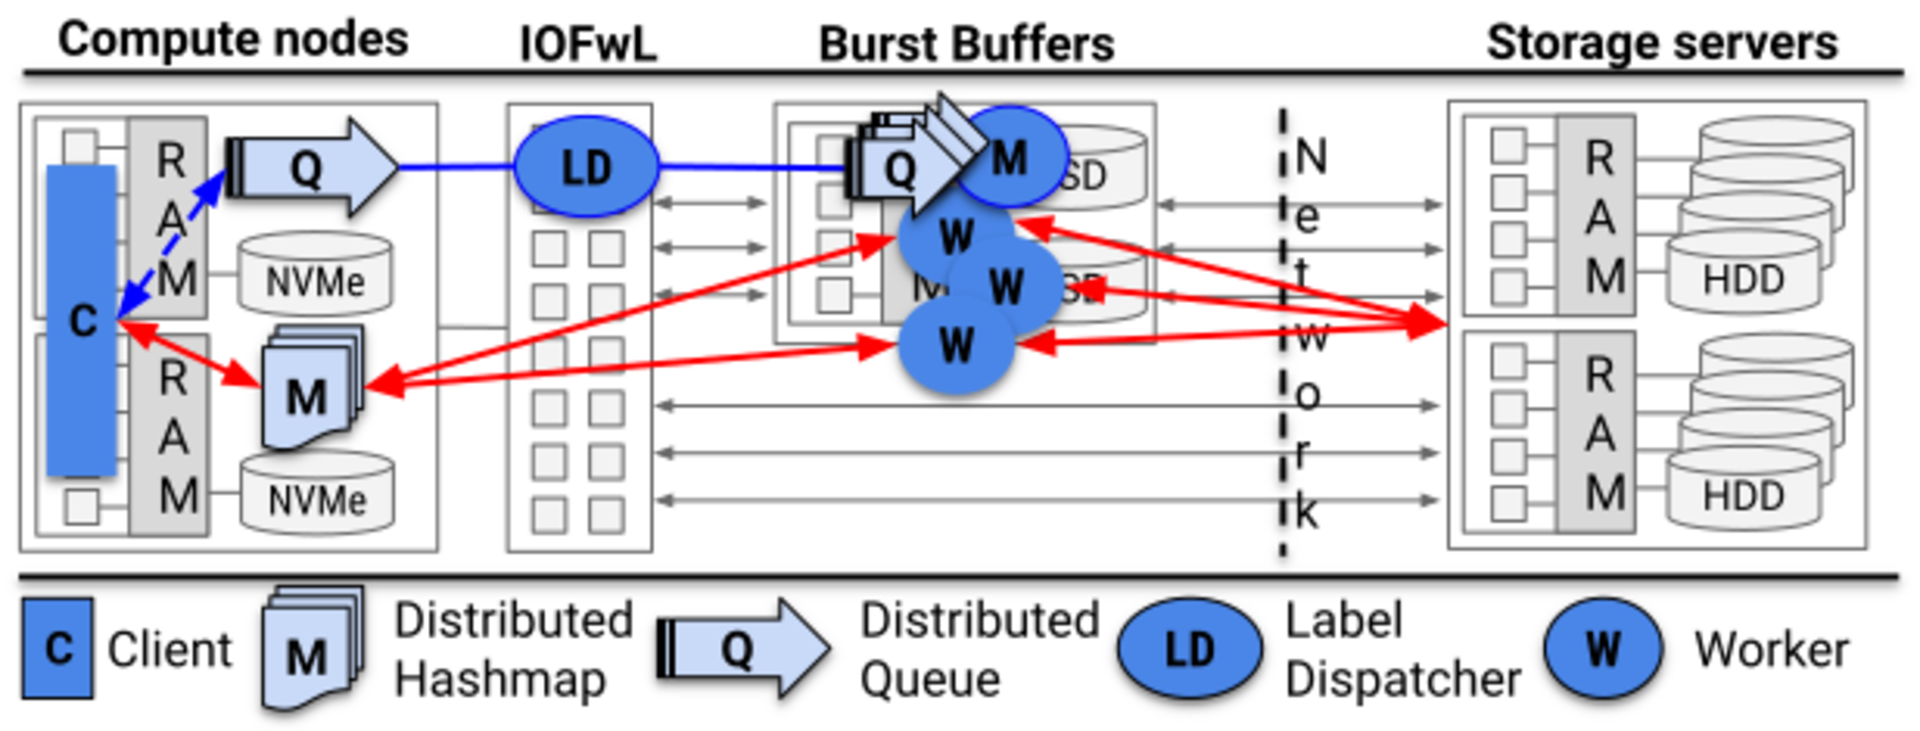 Compute nodes IOFwL Burst Buffers Storage servers
C
R
A
M
Q
NVMe
M
R
A
M
NVMe
LD
Q
M
SD
W
M
W
SD
W
N
e
t
w
o
r
k
R
A
M
HDD
R
A
M
HDD
C Client
M Distributed
Hashmap
Q Distributed
Queue
LD Label
Dispatcher
W Worker